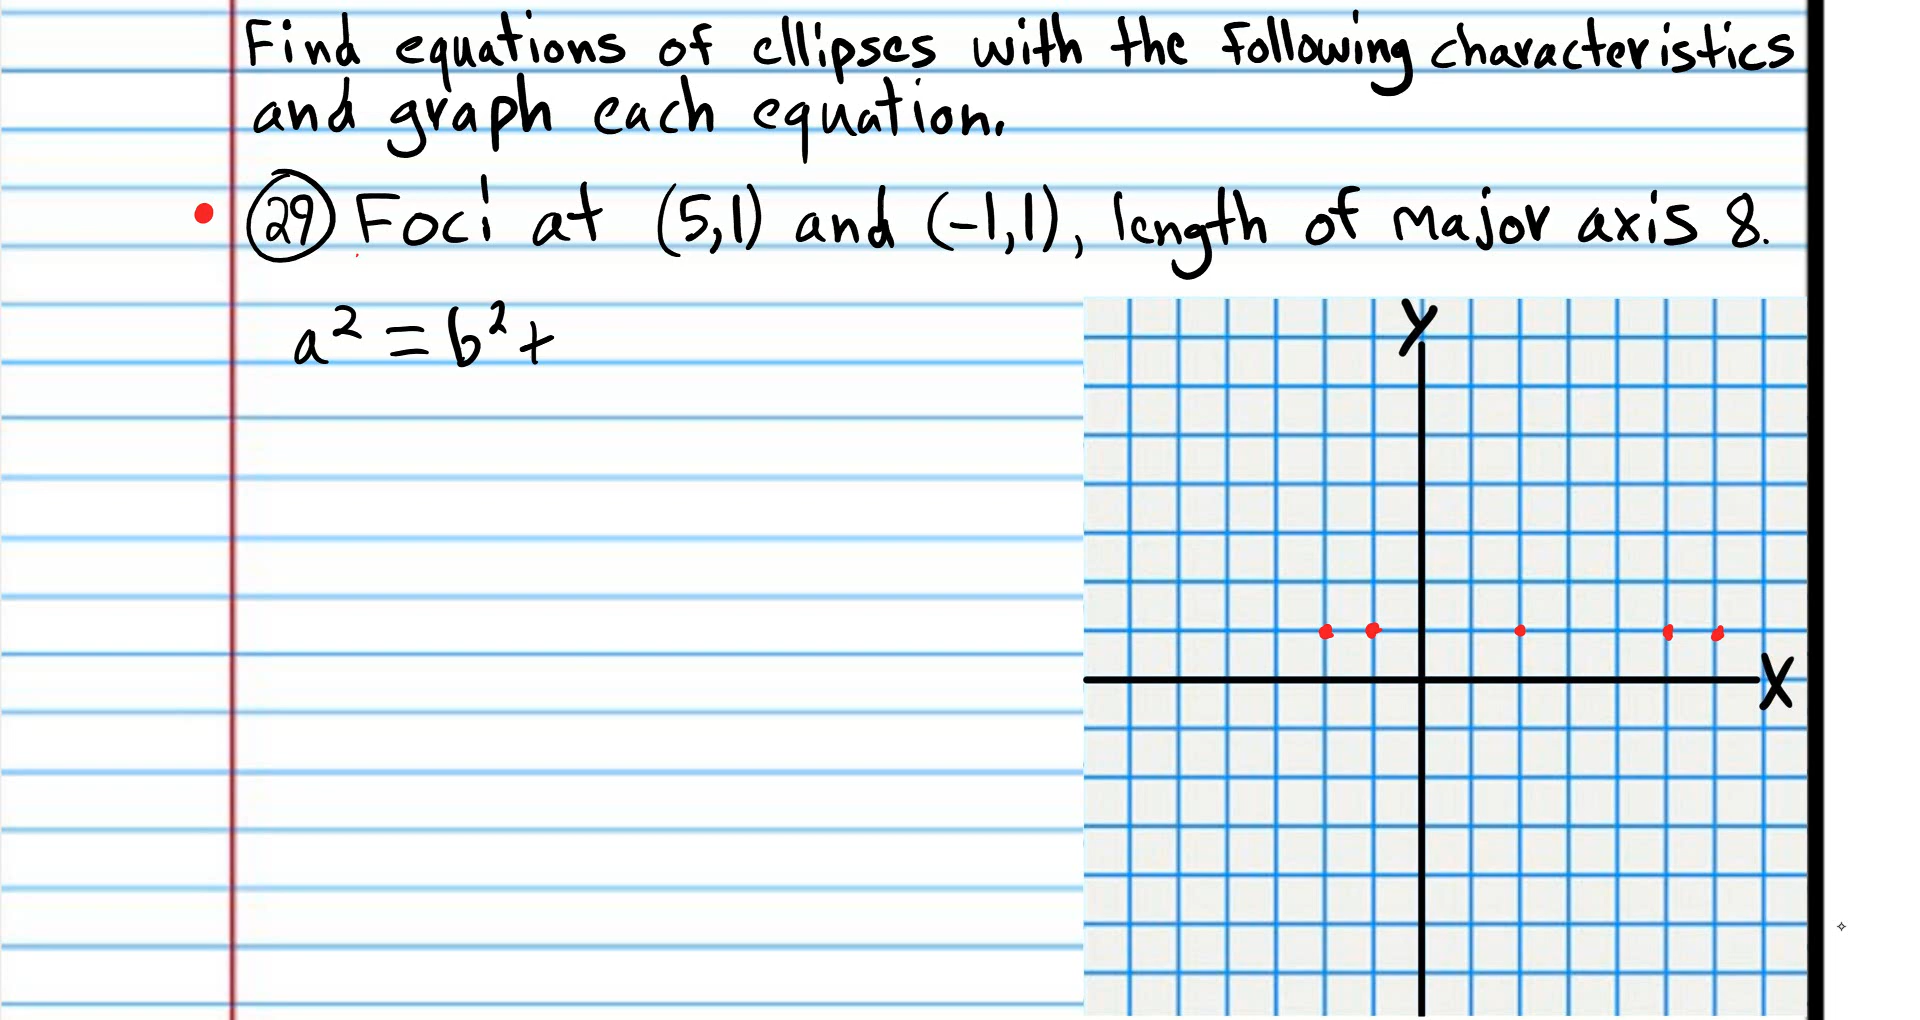 Find equations of ellipses with the following characteristics
and graph each equation.
29 Foci at (5,1) and (-1,1), length of major axis 8.
a² = b² +
y
X